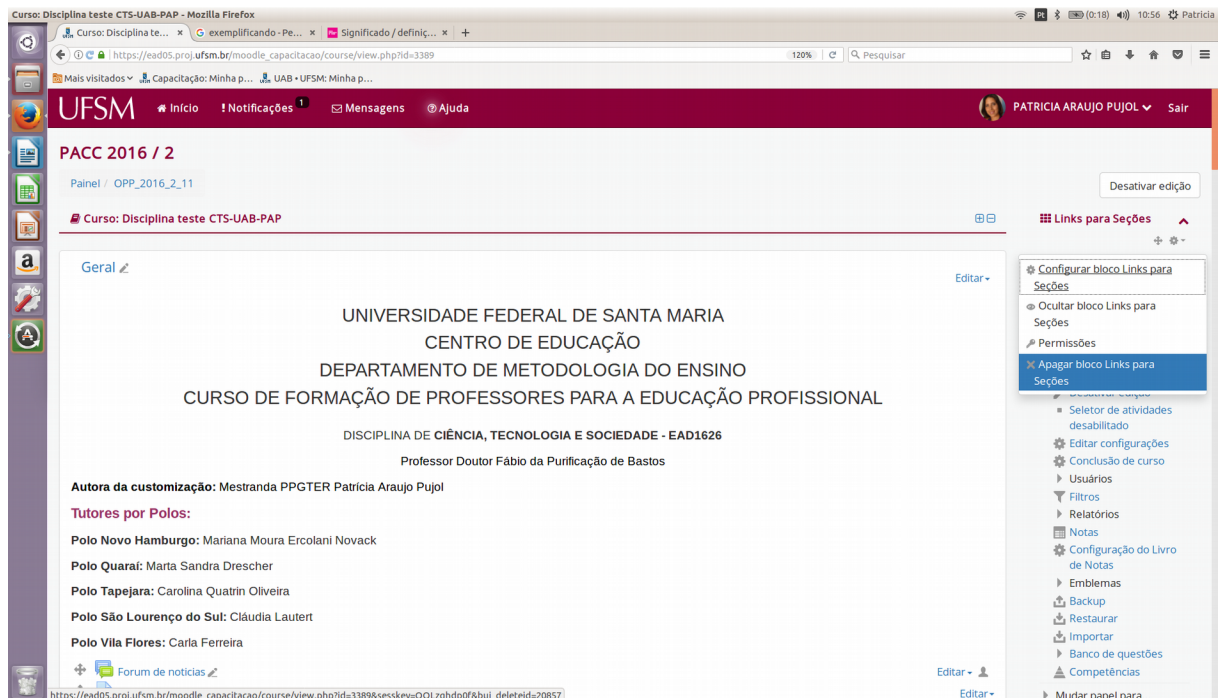 Curso: Disciplina teste CTS-UAB-PAP - Mozilla Firefox
Pt
(0:18)
10:56
Patricia
Curso: Disciplina te... ×
G exemplificando - Pe... ×
Significado / definiç... ×
+
https://ead05.proj.ufsm.br/moodle_capacitacao/course/view.php?id=3389
120%
Pesquisar
Mais visitados
Capacitação: Minha p...
UAB • UFSM: Minha p...
UFSM
Início
Notificações 1
Mensagens
Ajuda
PATRICIA ARAUJO PUJOL
Sair
PACC 2016 / 2
Painel / OPP_2016_2_11
Desativar edição
Curso: Disciplina teste CTS-UAB-PAP
Links para Seções
Geral
Editar
Configurar bloco Links para
Seções
Ocultar bloco Links para
Seções
Permissões
Apagar bloco Links para
Seções
UNIVERSIDADE FEDERAL DE SANTA MARIA
CENTRO DE EDUCAÇÃO
DEPARTAMENTO DE METODOLOGIA DO ENSINO
CURSO DE FORMAÇÃO DE PROFESSORES PARA A EDUCAÇÃO PROFISSIONAL
DISCIPLINA DE CIÊNCIA, TECNOLOGIA E SOCIEDADE - EAD1626
Professor Doutor Fábio da Purificação de Bastos
Autora da customização: Mestranda PPGTER Patrícia Araujo Pujol
Tutores por Polos:
Polo Novo Hamburgo: Mariana Moura Ercolani Novack
Polo Quaraí: Marta Sandra Drescher
Polo Tapejara: Carolina Quatrin Oliveira
Polo São Lourenço do Sul: Cláudia Lautert
Polo Vila Flores: Carla Ferreira
Forum de noticias
Editar
Editar
Desativar edição
Seletor de atividades
desabilitado
Editar configurações
Conclusão de curso
Usuários
Filtros
Relatórios
Notas
Configuração do Livro
de Notas
Emblemas
Backup
Restaurar
Importar
Banco de questões
Competências
Mudar papel para